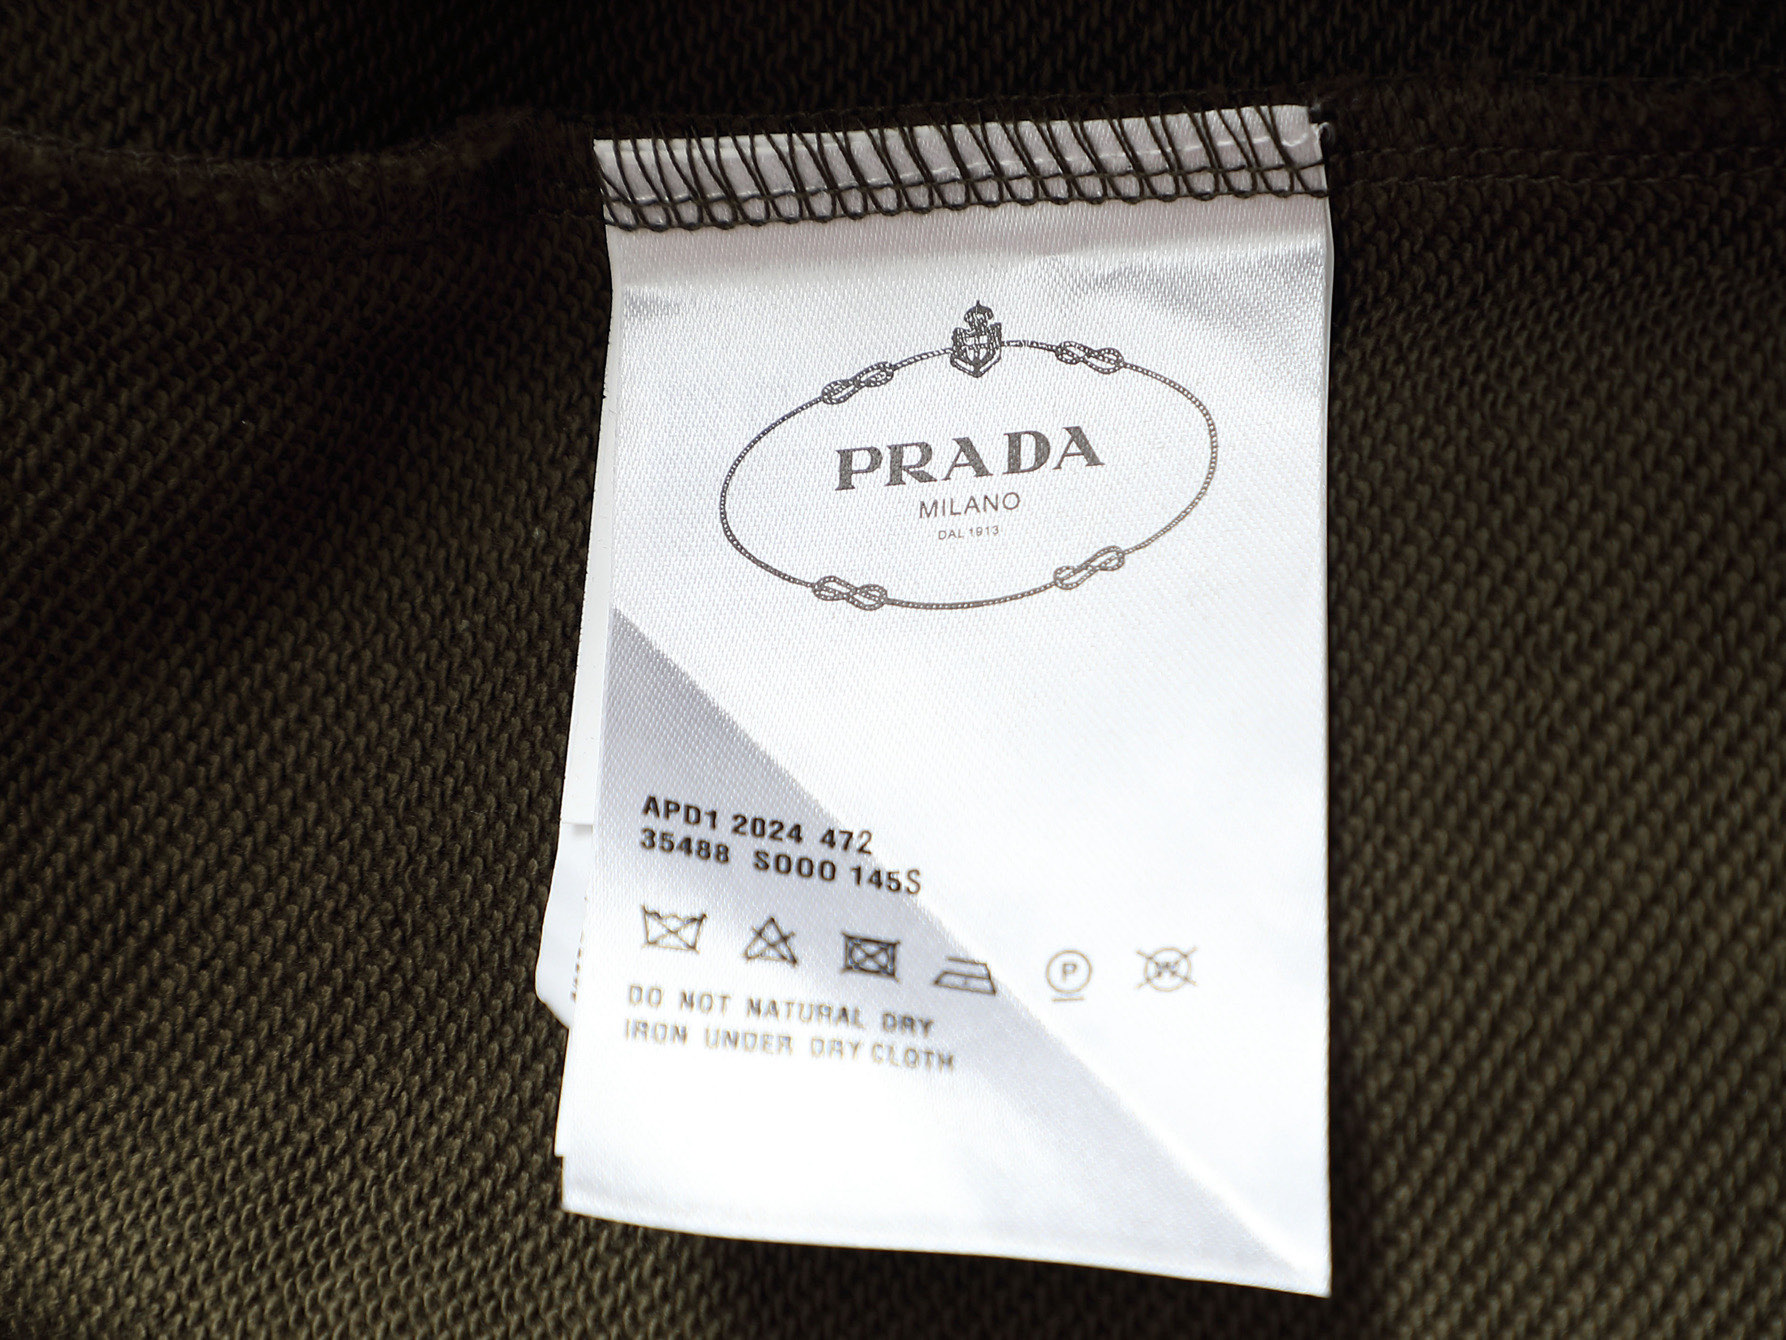 PRADA
MILANO
DAL 1913
APD1 2024 472
35488 S000 145S
P
W
DO NOT NATURAL DRY
IRON UNDER DRY CLOTH